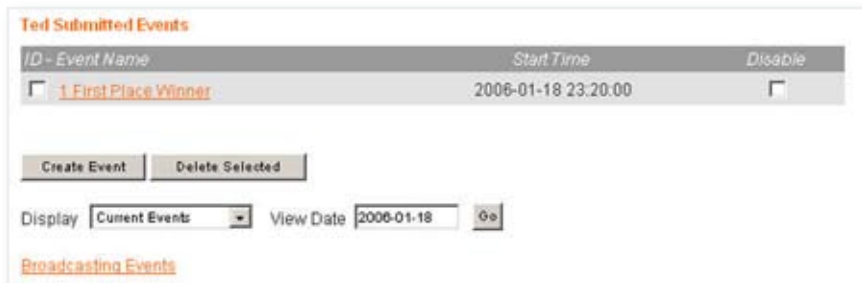 Ted Submitted Events
ID - Event Name Start Time Disable
1 First Place Winner 2006-01-18 23:20:00
Create Event Delete Selected
Display Current Events View Date 2006-01-18 Go
Broadcasting Events